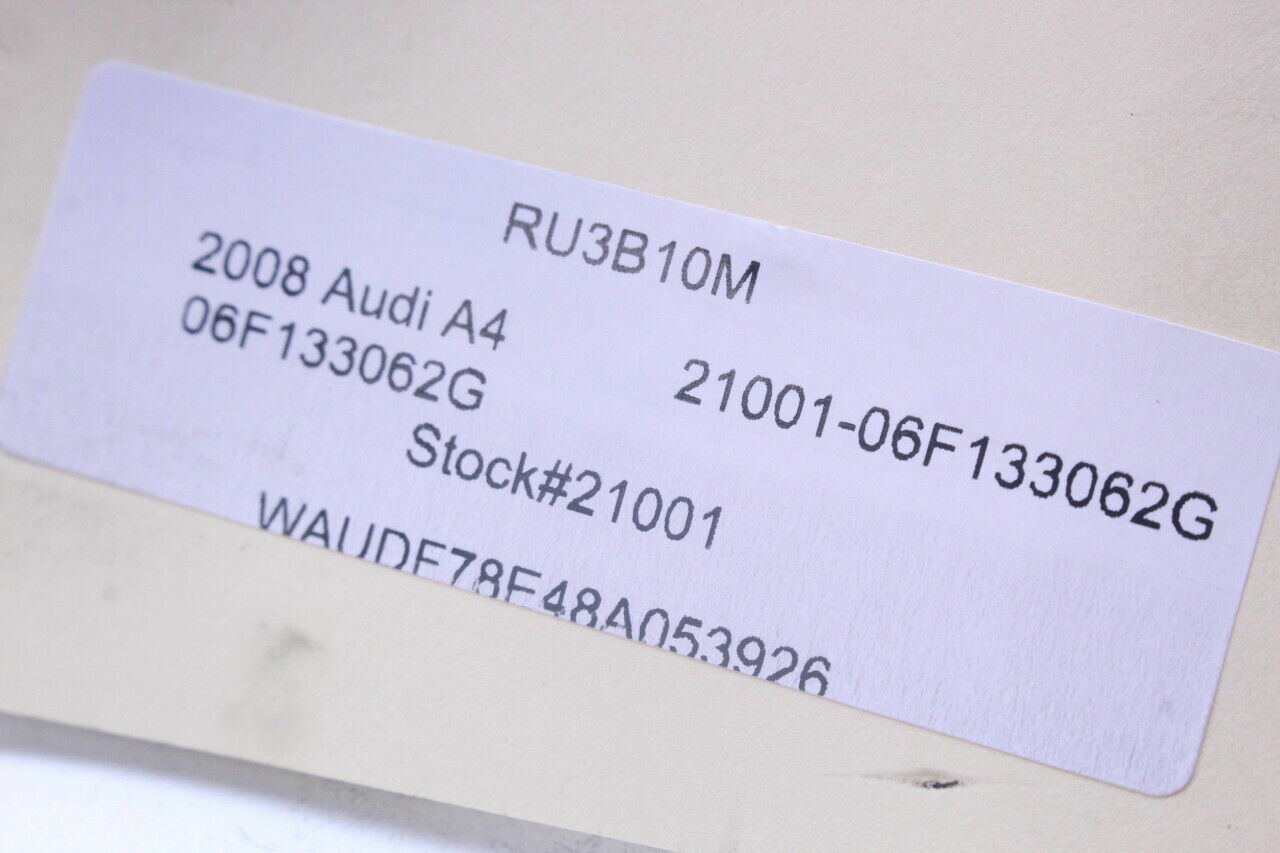 RU3B10M
2008 Audi A4
06F133062G
21001-06F133062G
Stock#21001
WAUDF78E48A053926